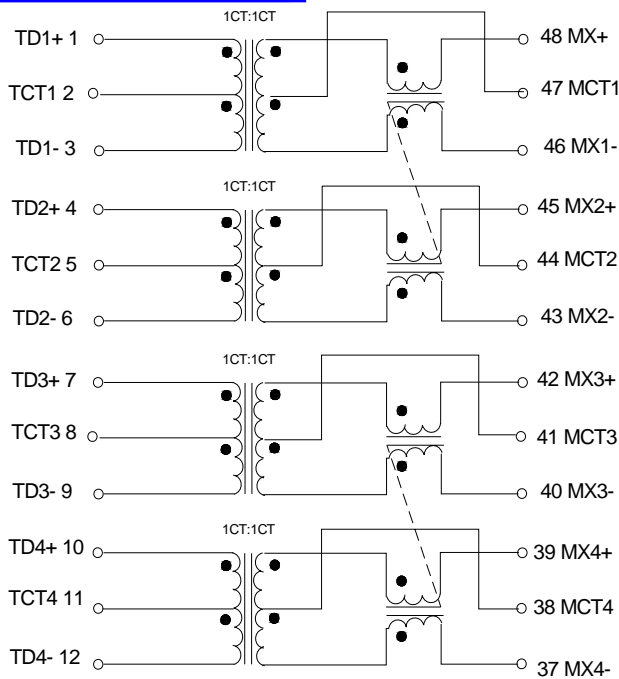 1CT:1CT
TD1+ 1
48 MX+
TCT1 2
47 MCT1
TD1- 3
46 MX1-
1CT:1CT
TD2+ 4
45 MX2+
TCT2 5
44 MCT2
TD2- 6
43 MX2-
1CT:1CT
TD3+ 7
42 MX3+
TCT3 8
41 MCT3
TD3- 9
40 MX3-
1CT:1CT
TD4+ 10
39 MX4+
TCT4 11
38 MCT4
TD4- 12
37 MX4-